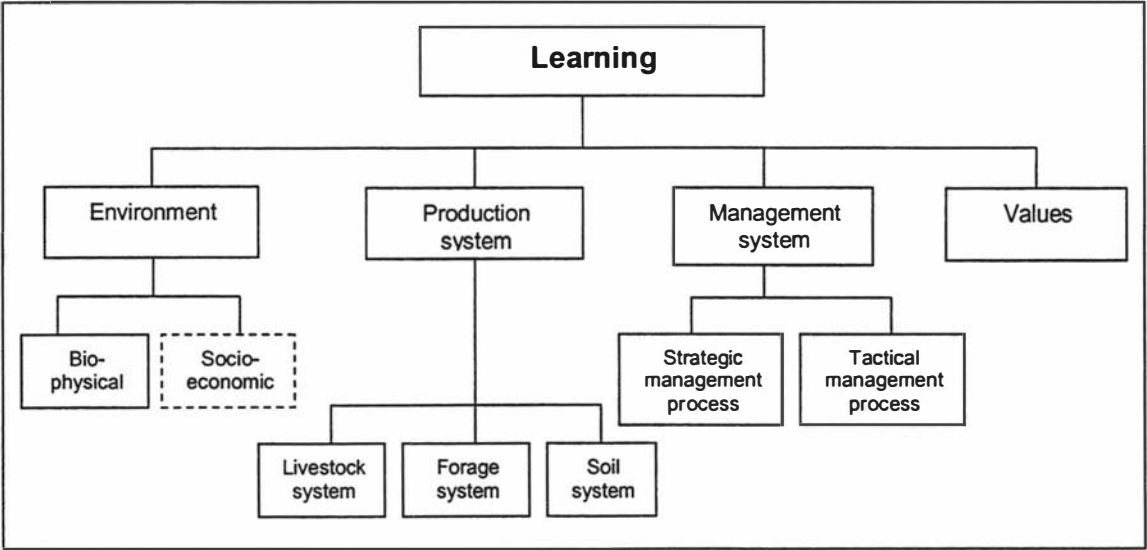 Learning
Environment
Production
system
Management
system
Values
Bio-
physical
Socio-
economic
Strategic
management
process
Tactical
management
process
Livestock
system
Forage
system
Soil
system